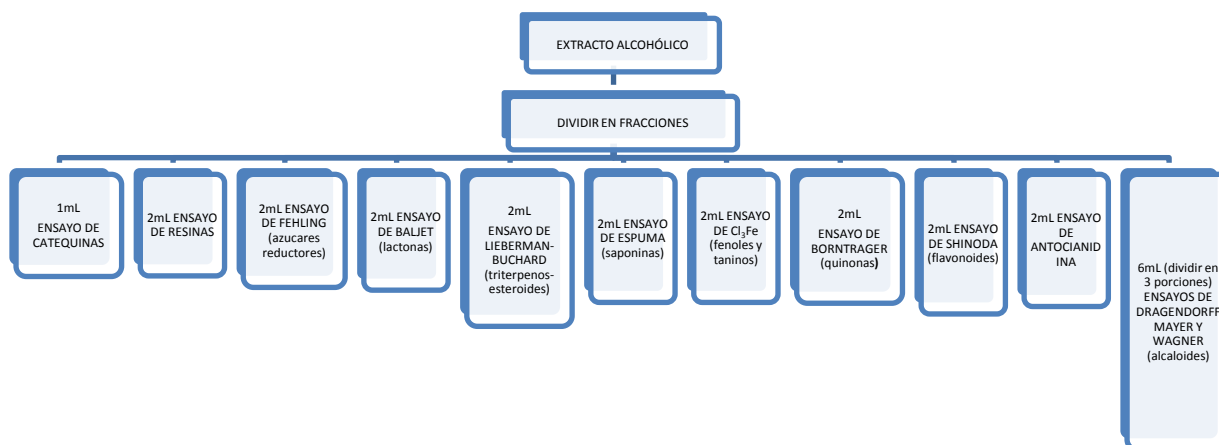 EXTRACTO ALCOHÓLICO
DIVIDIR EN FRACCIONES
1mL
ENSAYO DE
CATEQUINAS
2mL ENSAYO
DE RESINAS
2mL ENSAYO DE
FEHLING
(azucares
reductores)
2mL ENSAYO
DE BALJET
(lactonas)
2mL
ENSAYO DE
LIEBERMAN-
BUCHARD
(triterpenos-
esteroides)
2mL ENSAYO
DE ESPUMA
(saponinas)
2mL ENSAYO
DE Cl₃Fe
(fenoles y
taninos)
2mL
ENSAYO DE
BORNTRAGER
(quinonas)
2mL ENSAYO
DE SHINODA
(flavonoides)
2mL ENSAYO
DE
ANTOCIANID
INA
6mL (dividir en
3 porciones)
ENSAYOS DE
DRAGENDORFF
MAYER Y
WAGNER
(alcaloides)